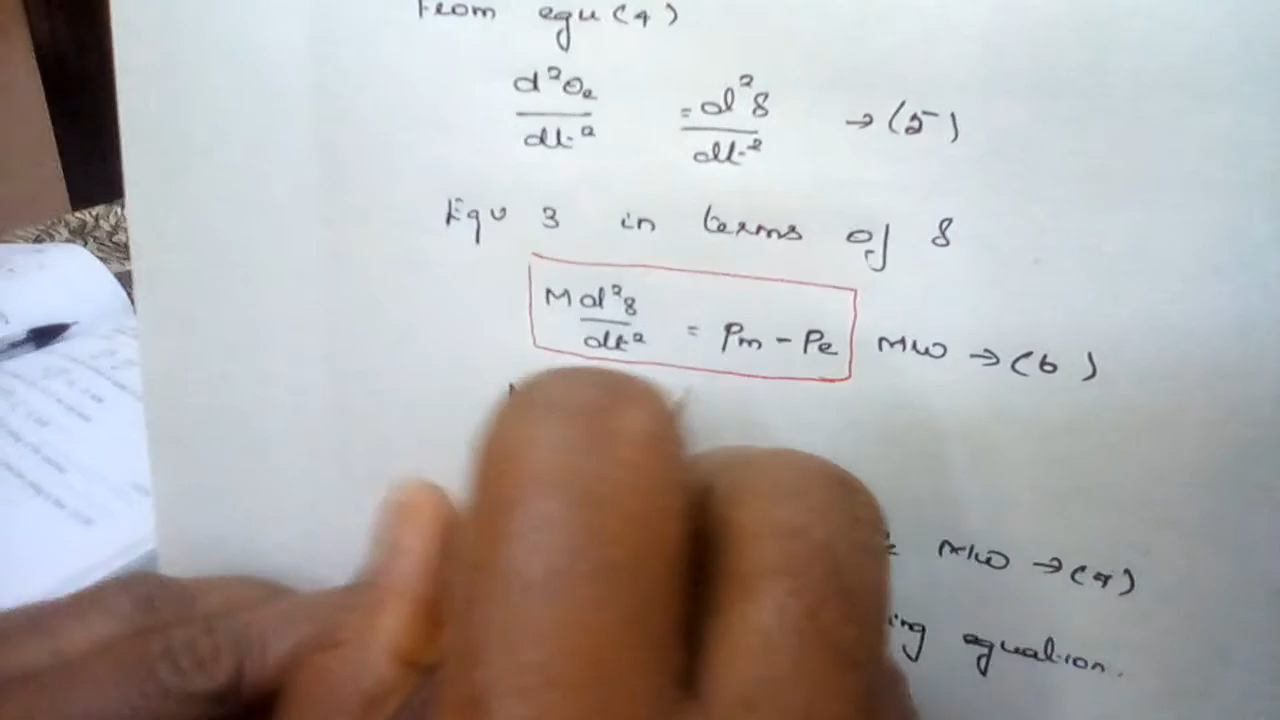 From equ (4)
d²θe/dt² = d²δ/dt² → (5)
Equ 3 in terms of δ
M d²δ/dt² = Pm - Pe MW → (6)
MW → (7)
ing equation.